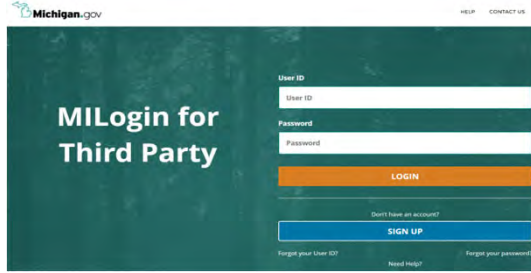 Michigan.gov
HELP CONTACT US
MILogin for
Third Party
User ID
User ID
Password
Password
LOGIN
Don't have an account?
SIGN UP
Forgot your User ID?
Forgot your password?
Need Help?